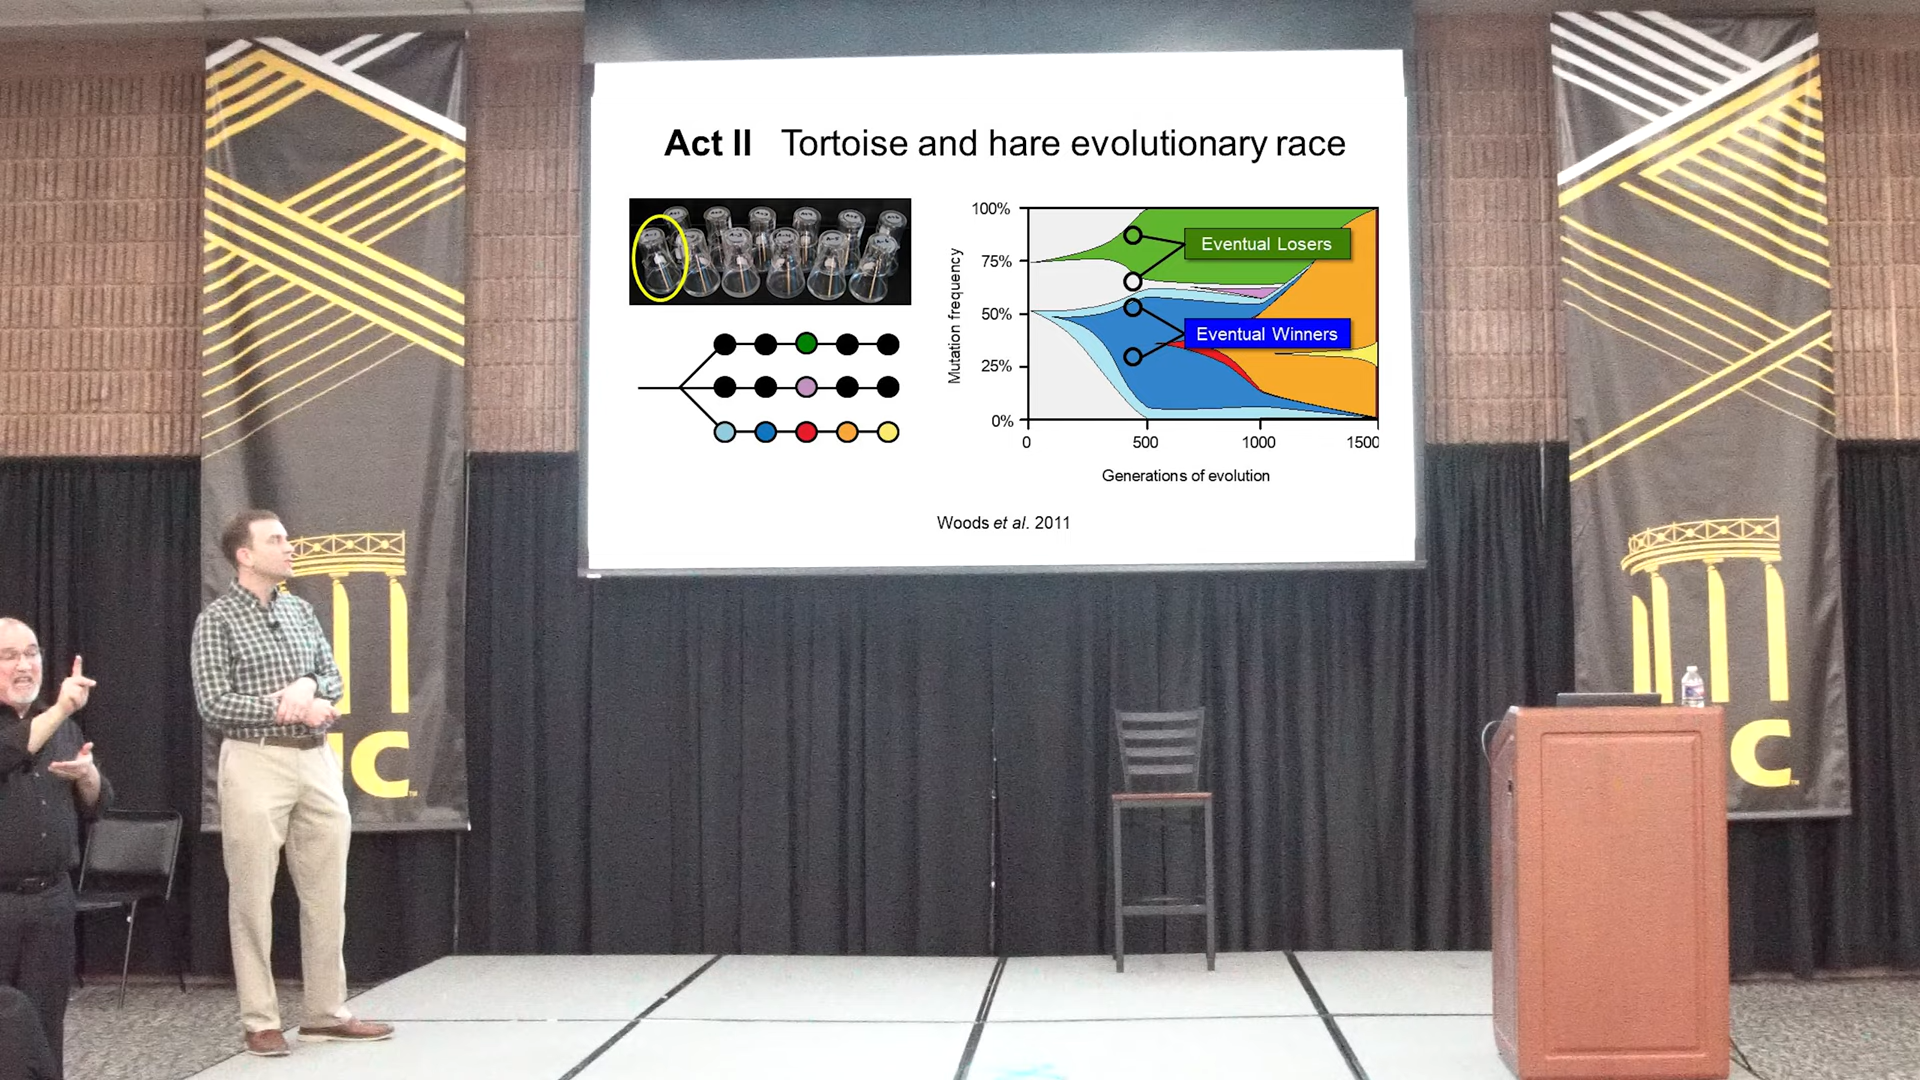 Act II Tortoise and hare evolutionary race
100%
75%
50%
25%
0%
Mutation frequency
Eventual Losers
Eventual Winners
0 500 1000 1500
Generations of evolution
Woods et al. 2011
IC
C